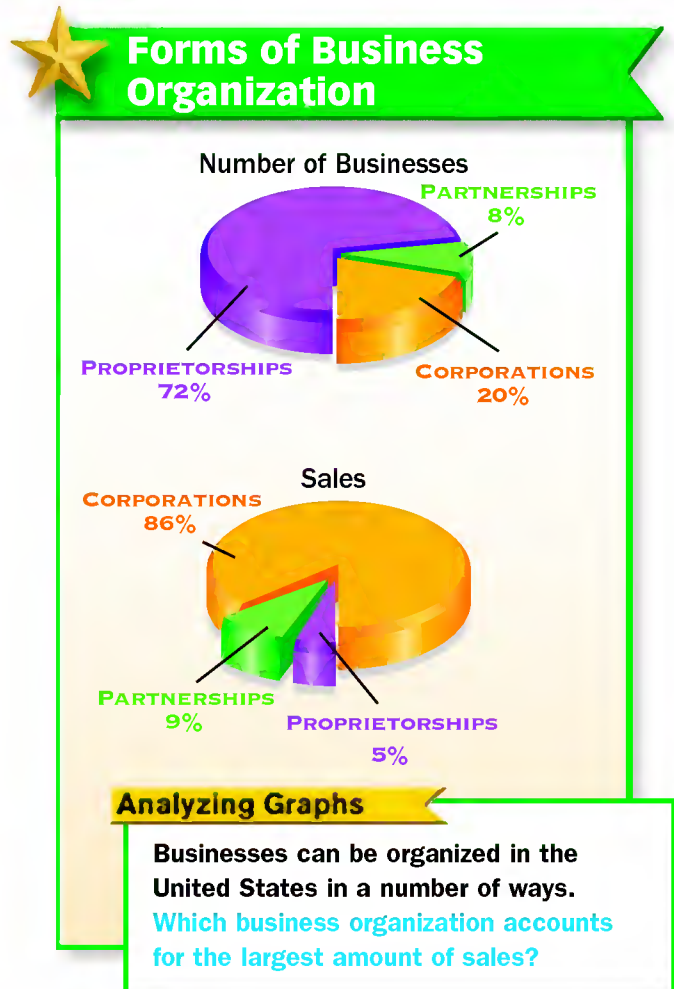 Forms of Business
Organization
Number of Businesses
PARTNERSHIPS
8%
PROPRIETORSHIPS
72%
CORPORATIONS
20%
Sales
CORPORATIONS
86%
PARTNERSHIPS
9%
PROPRIETORSHIPS
5%
Analyzing Graphs
Businesses can be organized in the
United States in a number of ways.
Which business organization accounts
for the largest amount of sales?